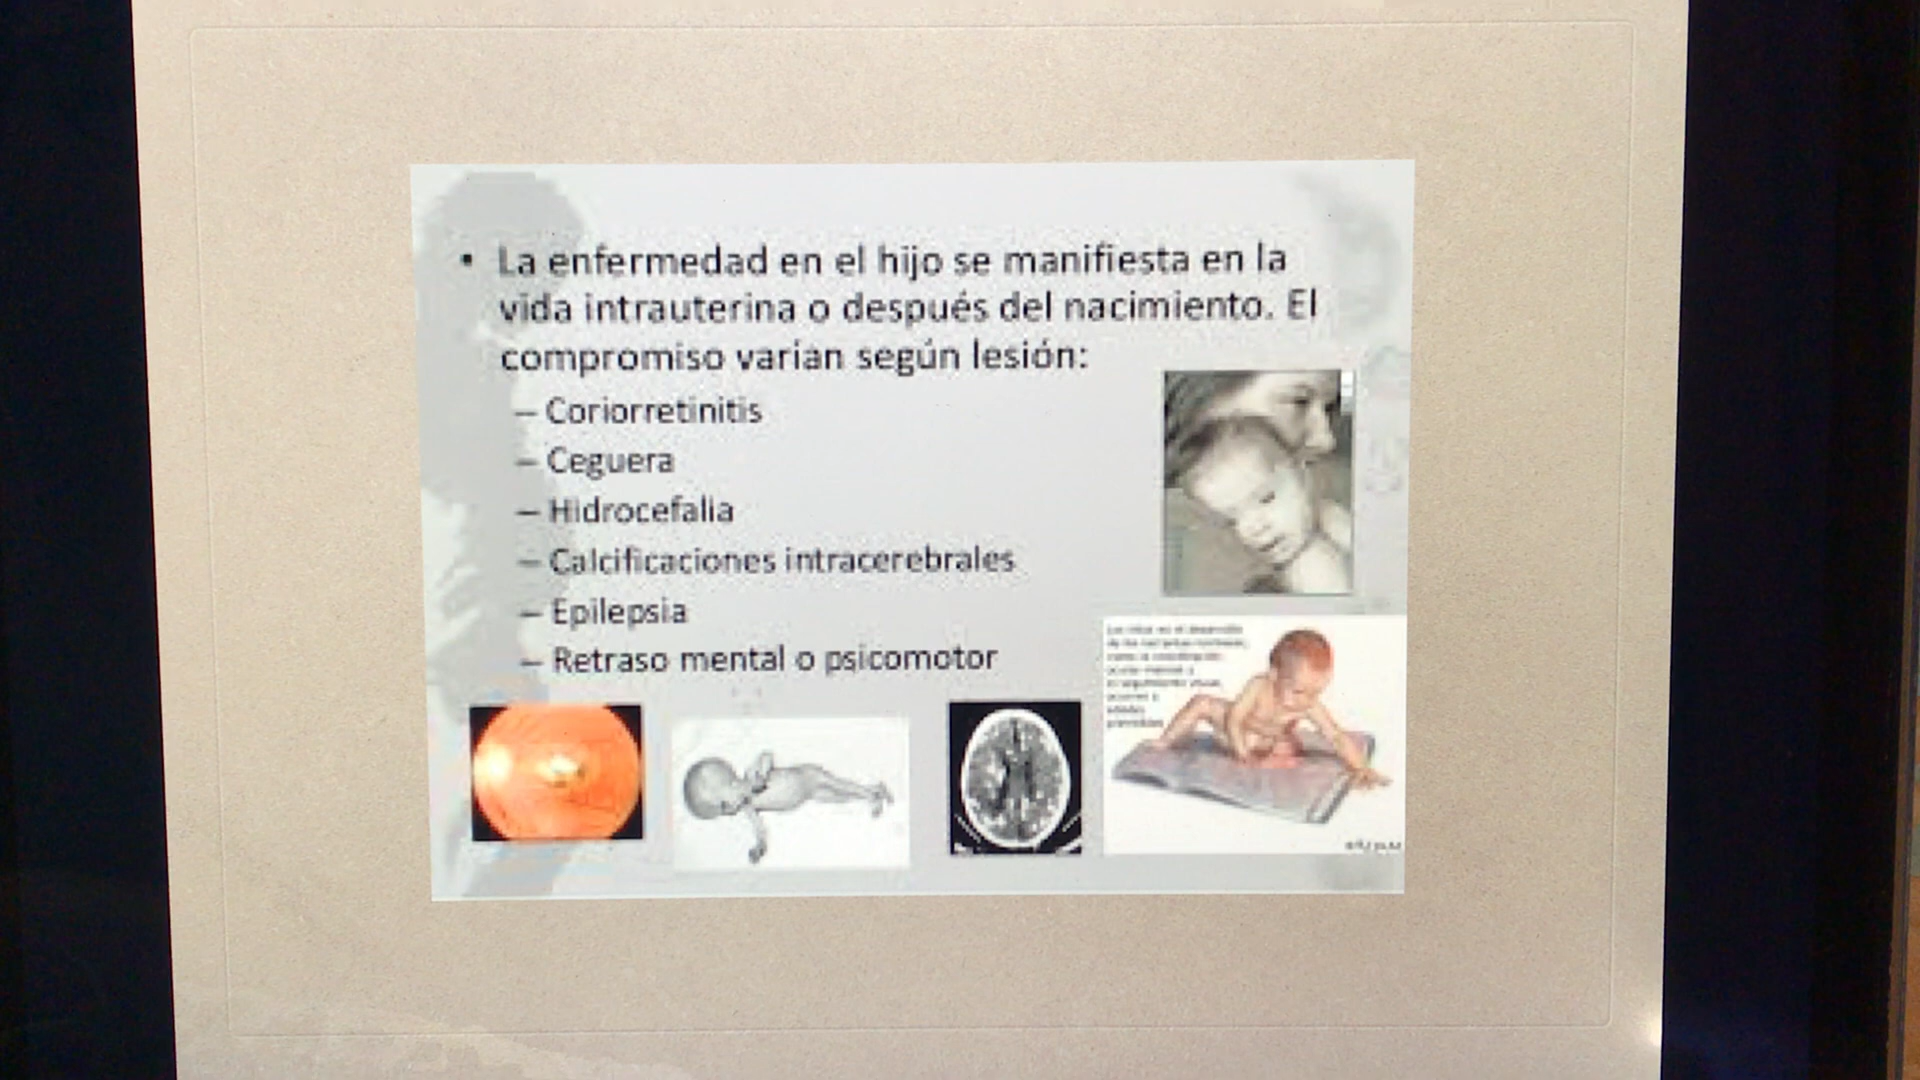 • La enfermedad en el hijo se manifiesta en la
vida intrauterina o después del nacimiento. El
compromiso varían según lesión:
– Coriorretinitis
– Ceguera
– Hidrocefalia
– Calcificaciones intracerebrales
– Epilepsia
– Retraso mental o psicomotor